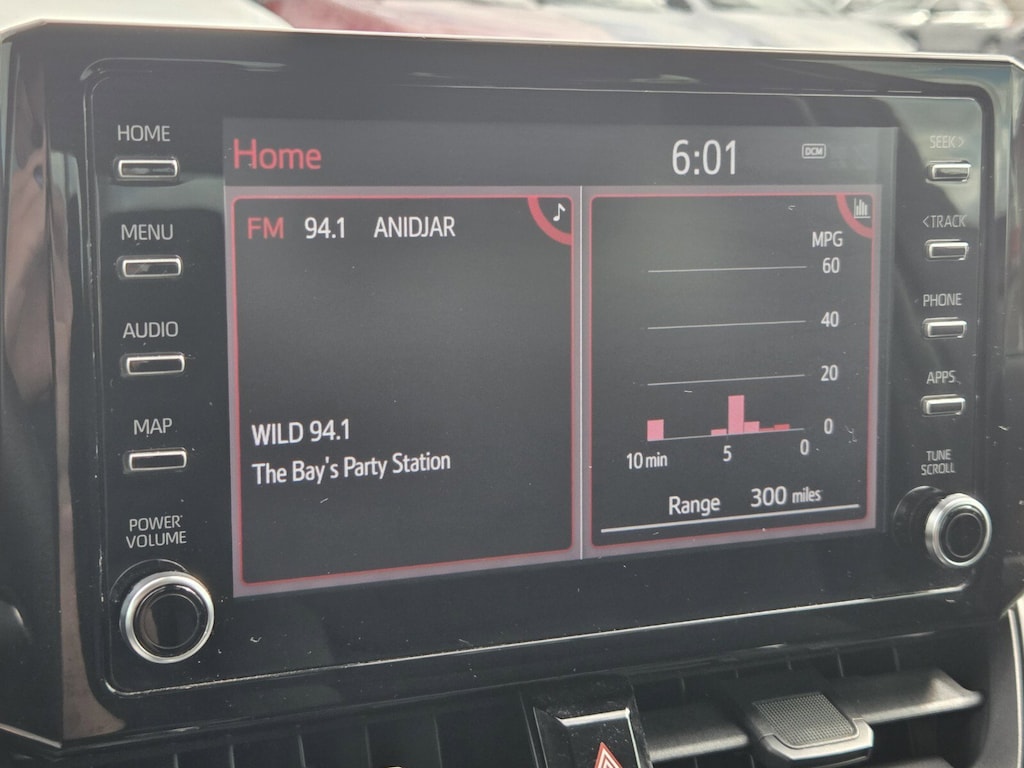 HOME
MENU
AUDIO
MAP
POWER
VOLUME
Home 6:01 DCM
FM 94.1 ANIDJAR
WILD 94.1
The Bay's Party Station
MPG
60
40
20
0
10 min 5 0
Range 300 miles
SEEK>
<TRACK
PHONE
APPS
TUNE
SCROLL